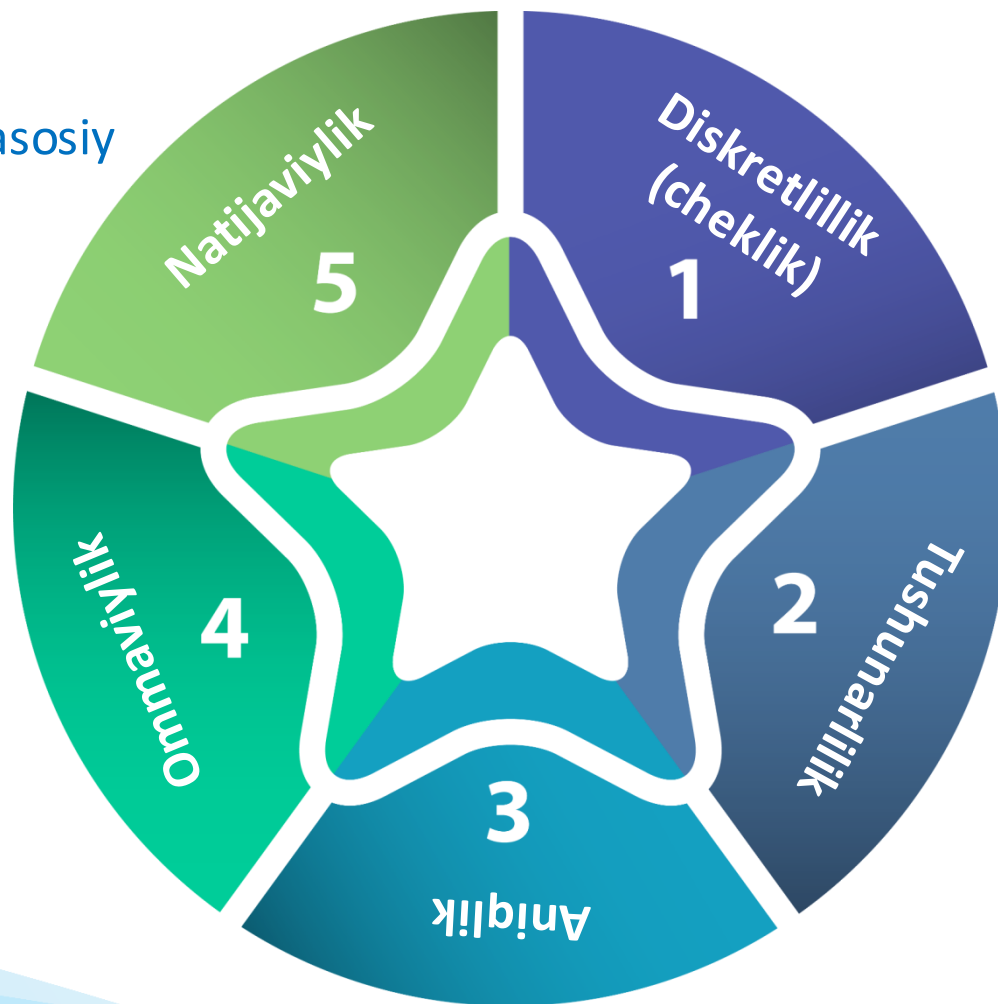 asosiy
Diskretlillik
(cheklik)
1
2
Tushunarlilik
3
Aniqlik
4
Ommaviylik
Natijaviylik
5